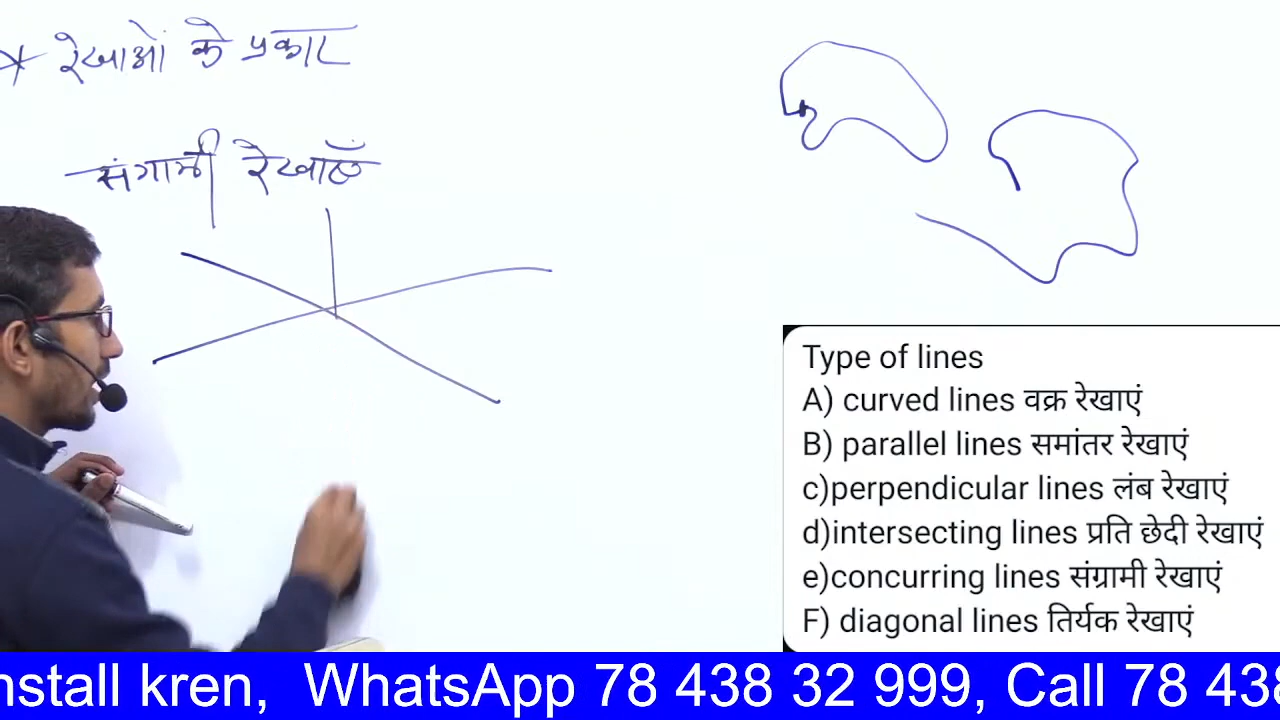 * रेखाओं के प्रकार
संगामी रेखाएँ
Type of lines
A) curved lines वक्र रेखाएं
B) parallel lines समांतर रेखाएं
c)perpendicular lines लंब रेखाएं
d)intersecting lines प्रति छेदी रेखाएं
e)concurring lines संग्रामी रेखाएं
F) diagonal lines तिर्यक रेखाएं
nstall kren, WhatsApp 78 438 32 999, Call 78 438